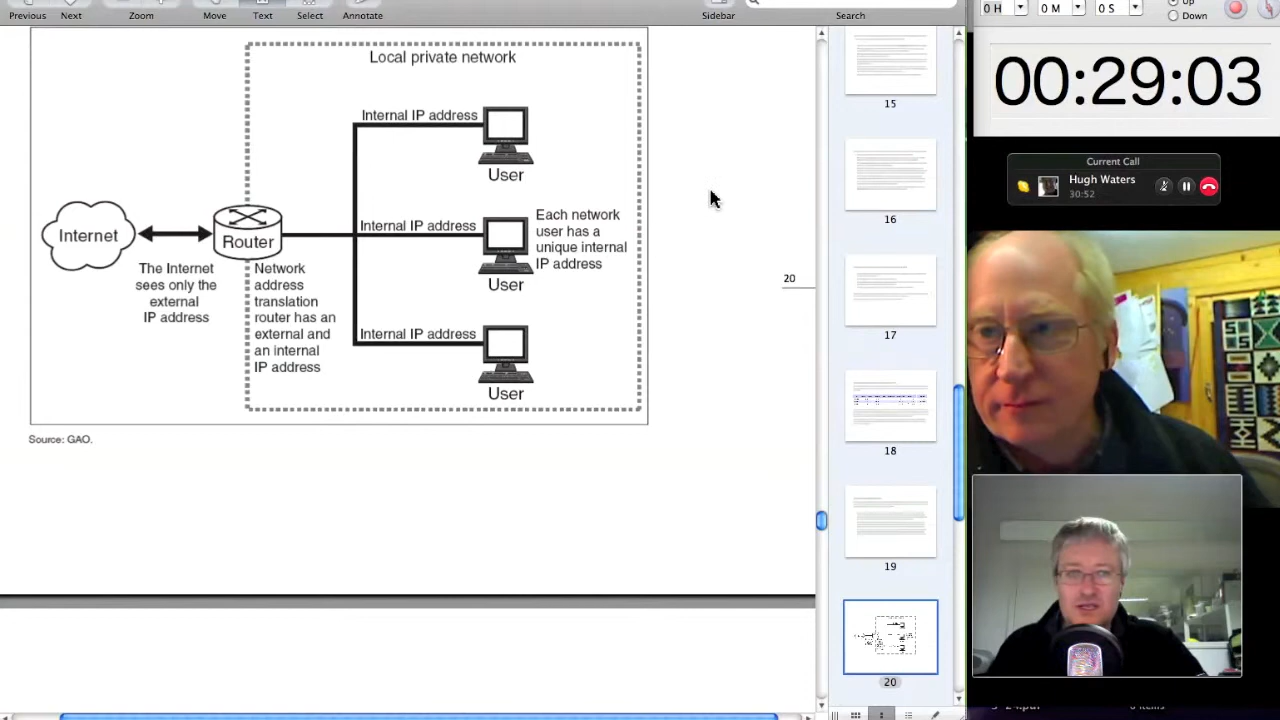 Previous
Next
Zoom
Move
Text
Select
Annotate
Sidebar
Search
Local private network
Internal IP address
User
Internet
Router
Internal IP address
User
Each network
user has a
unique internal
IP address
The Internet
sees only the
external
IP address
Network
address
translation
router has an
external and
an internal
IP address
Internal IP address
User
Source: GAO.
20
15
16
17
18
19
20
0 H
0 M
0 S
Up
Down
00:29:03
Current Call
Hugh Waters
30:52